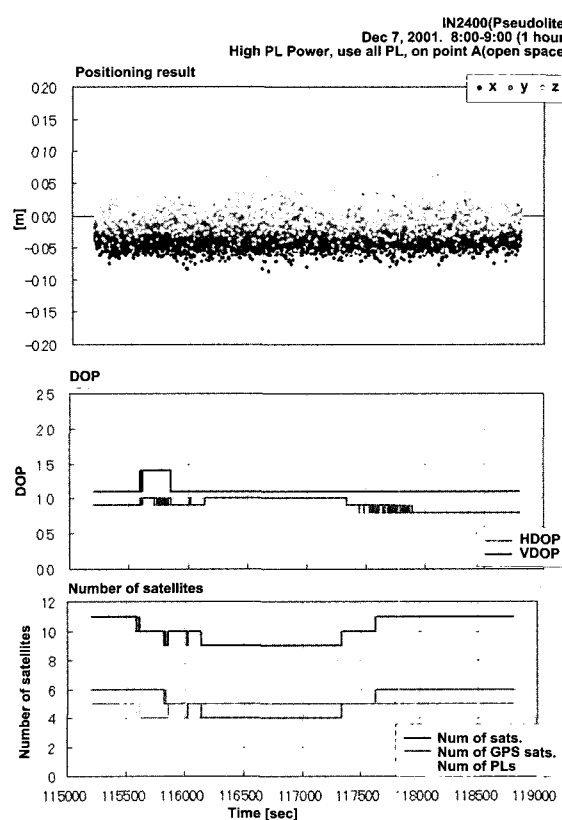 IN2400(Pseudolite
Dec 7, 2001. 8:00-9:00 (1 hour
High PL Power, use all PL, on point A(open space
Positioning result
x y z
0.20
0.15
0.10
0.05
0.00
-0.05
-0.10
-0.15
-0.20
[m]
DOP
2.5
2.0
1.5
1.0
0.5
0.0
DOP
HDOP
VDOP
Number of satellites
12
10
8
6
4
2
0
Number of satellites
Num of sats.
Num of GPS sats.
Num of PLs
115000 115500 116000 116500 117000 117500 118000 118500 119000
Time [sec]